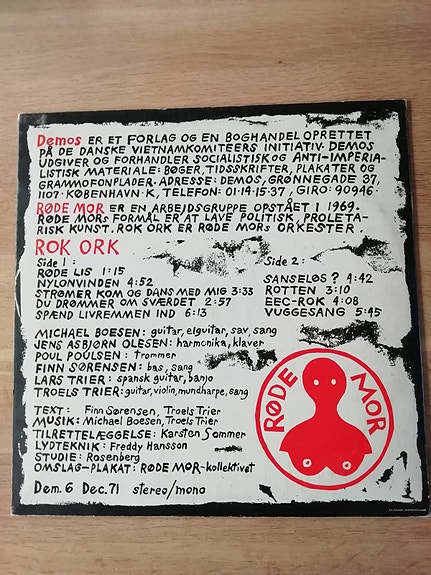 Demos ER ET FORLAG OG EN BOGHANDEL OPRETTET
PÅ DE DANSKE VIETNAMKOMITEERS INITIATIV. DEMOS
UDGIVER OG FORHANDLER SOCIALISTISK OG ANTI-IMPERIA-
LISTISK MATERIALE: BØGER, TIDSSKRIFTER, PLAKATER OG
GRAMMOFONPLADER. ADRESSE: DEMOS, GRØNNEGADE 37,
1107 KØBENHAVN K, TELEFON: 01-14-15-37, GIRO: 90946.
RØDE MOR ER EN ARBEJDSGRUPPE OPSTÅET I 1969.
RØDE MORS FORMÅL ER AT LAVE POLITISK, PROLETA-
RISK KUNST. ROK ORK ER RØDE MORS ORKESTER.
ROK ORK
Side 1:
RØDE LIS 1:15
NYLONVINDEN 4:52
STRØMER KOM OG DANS MED MIG 3:33
DU DRØMMER OM SVÆRDET 2:57
SPÆND LIVREMMEN IND 6:13
Side 2:
SANSELØS? 4:42
ROTTEN 3:10
EEC-ROK 4:08
VUGGESANG 5:45
MICHAEL BOESEN: guitar, elguitar, sav, sang
JENS ASBJØRN OLESEN: harmonika, klaver
POUL POULSEN: trommer
FINN SØRENSEN: bas, sang
LARS TRIER: spansk guitar, banjo
TROELS TRIER: guitar, violin, mundharpe, sang
TEXT: Finn Sørensen, Troels Trier
MUSIK: Michael Boesen, Troels Trier
TILRETTELÆGGELSE: Karsten Sommer
LYDTEKNIK: Freddy Hansson
STUDIE: Rosenberg
OMSLAG-PLAKAT: RØDE MOR-kollektivet
Dem. 6 Dec. 71 stereo/mono
RØDE MOR